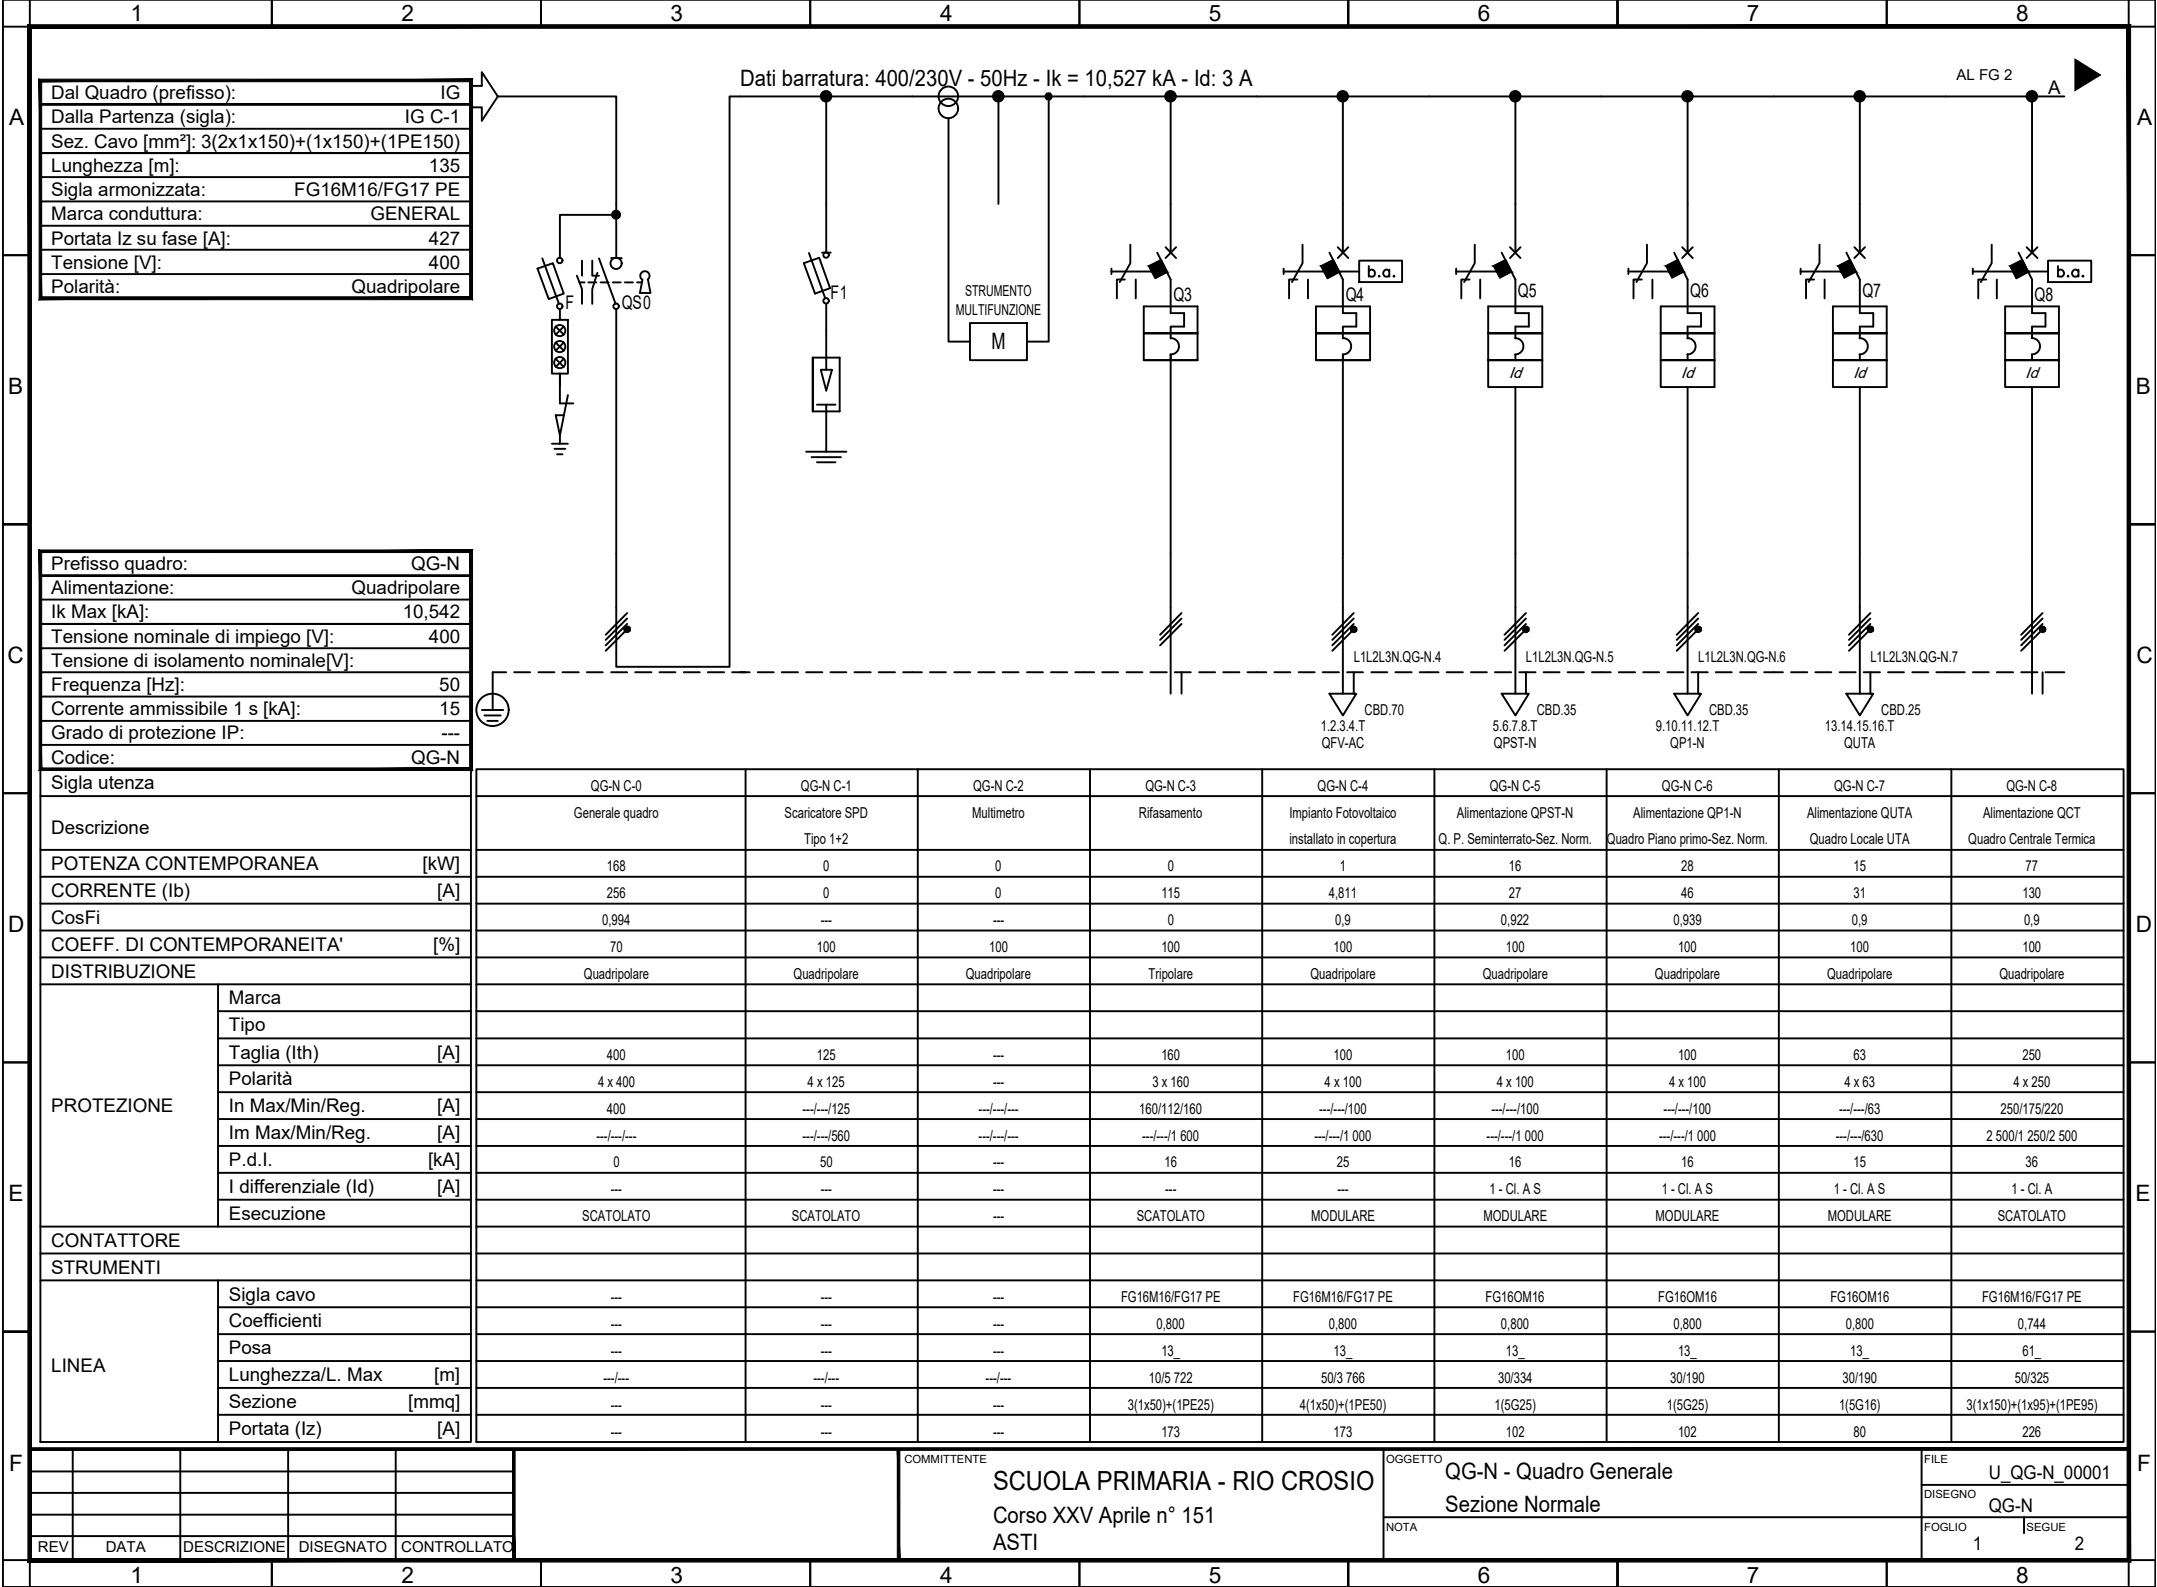 1 2 3 4 5 6 7 8
A
B
C
D
E
F
Dal Quadro (prefisso): IG
Dalla Partenza (sigla): IG C-1
Sez. Cavo [mm²]: 3(2x1x150)+(1x150)+(1PE150)
Lunghezza [m]: 135
Sigla armonizzata: FG16M16/FG17 PE
Marca conduttura: GENERAL
Portata Iz su fase [A]: 427
Tensione [V]: 400
Polarità: Quadripolare
Dati barratura: 400/230V - 50Hz - Ik = 10,527 kA - Id: 3 A
AL FG 2
A
F
QS0
F1
STRUMENTO
MULTIFUNZIONE
M
Q3
Q4
b.a.
Q5
Id
Q6
Id
Q7
Id
Q8
b.a.
Id
Prefisso quadro: QG-N
Alimentazione: Quadripolare
Ik Max [kA]: 10,542
Tensione nominale di impiego [V]: 400
Tensione di isolamento nominale[V]:
Frequenza [Hz]: 50
Corrente ammissibile 1 s [kA]: 15
Grado di protezione IP: ---
Codice: QG-N
L1L2L3N.QG-N.4
CBD.70
1.2.3.4.T
QFV-AC
L1L2L3N.QG-N.5
CBD.35
5.6.7.8.T
QPST-N
L1L2L3N.QG-N.6
CBD.35
9.10.11.12.T
QP1-N
L1L2L3N.QG-N.7
CBD.25
13.14.15.16.T
QUTA
Sigla utenza QG-N C-0 QG-N C-1 QG-N C-2 QG-N C-3 QG-N C-4 QG-N C-5 QG-N C-6 QG-N C-7 QG-N C-8
Descrizione
Generale quadro Scaricatore SPD Multimetro Rifasamento Impianto Fotovoltaico Alimentazione QPST-N Alimentazione QP1-N Alimentazione QUTA Alimentazione QCT
Tipo 1+2 installato in copertura Q. P. Seminterrato-Sez. Norm. Quadro Piano primo-Sez. Norm. Quadro Locale UTA Quadro Centrale Termica
POTENZA CONTEMPORANEA [kW] 168 0 0 0 1 16 28 15 77
CORRENTE (Ib) [A] 256 0 0 115 4,811 27 46 31 130
CosFi 0,994 --- --- 0 0,9 0,922 0,939 0,9 0,9
COEFF. DI CONTEMPORANEITA' [%] 70 100 100 100 100 100 100 100 100
DISTRIBUZIONE Quadripolare Quadripolare Quadripolare Tripolare Quadripolare Quadripolare Quadripolare Quadripolare Quadripolare
PROTEZIONE
Marca
Tipo
Taglia (Ith) [A] 400 125 --- 160 100 100 100 63 250
Polarità 4 x 400 4 x 125 --- 3 x 160 4 x 100 4 x 100 4 x 100 4 x 63 4 x 250
In Max/Min/Reg. [A] 400 ---/---/125 ---/---/--- 160/112/160 ---/---/100 ---/---/100 ---/---/100 ---/---/63 250/175/220
Im Max/Min/Reg. [A] ---/---/--- ---/---/560 ---/---/--- ---/---/1 600 ---/---/1 000 ---/---/1 000 ---/---/1 000 ---/---/630 2 500/1 250/2 500
P.d.I. [kA] 0 50 --- 16 25 16 16 15 36
I differenziale (Id) [A] --- --- --- --- --- 1 - Cl. A S 1 - Cl. A S 1 - Cl. A S 1 - Cl. A
Esecuzione SCATOLATO SCATOLATO --- SCATOLATO MODULARE MODULARE MODULARE MODULARE SCATOLATO
CONTATTORE
STRUMENTI
LINEA
Sigla cavo --- --- --- FG16M16/FG17 PE FG16M16/FG17 PE FG16OM16 FG16OM16 FG16OM16 FG16M16/FG17 PE
Coefficienti --- --- --- 0,800 0,800 0,800 0,800 0,800 0,744
Posa --- --- --- 13_ 13_ 13_ 13_ 13_ 61_
Lunghezza/L. Max [m] ---/--- ---/--- ---/--- 10/5 722 50/3 766 30/334 30/190 30/190 50/325
Sezione [mmq] --- --- --- 3(1x50)+(1PE25) 4(1x50)+(1PE50) 1(5G25) 1(5G25) 1(5G16) 3(1x150)+(1x95)+(1PE95)
Portata (Iz) [A] --- --- --- 173 173 102 102 80 226
REV DATA DESCRIZIONE DISEGNATO CONTROLLATO
COMMITTENTE
SCUOLA PRIMARIA - RIO CROSIO
Corso XXV Aprile n° 151
ASTI
OGGETTO
QG-N - Quadro Generale
Sezione Normale
NOTA
FILE
U_QG-N_00001
DISEGNO
QG-N
FOGLIO
1
SEGUE
2
A
B
C
D
E
F
1 2 3 4 5 6 7 8